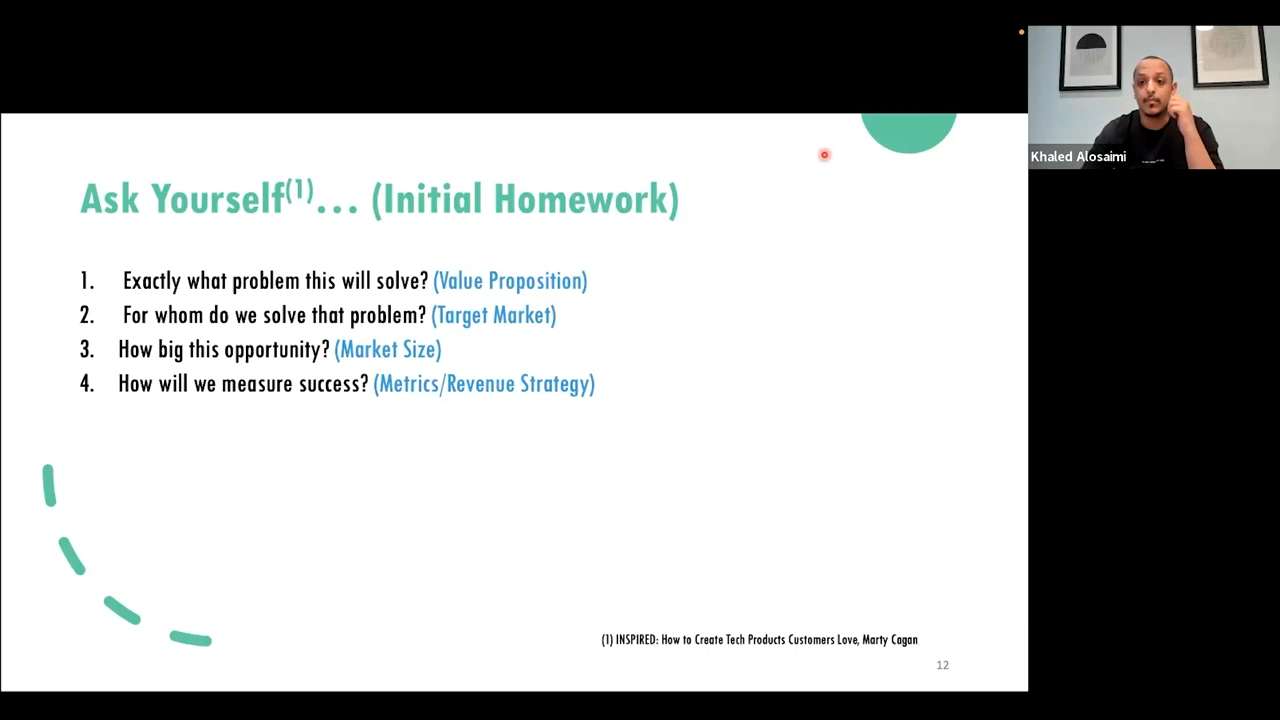 Khaled Alosaimi
Ask Yourself(1)... (Initial Homework)
1. Exactly what problem this will solve? (Value Proposition)
2. For whom do we solve that problem? (Target Market)
3. How big this opportunity? (Market Size)
4. How will we measure success? (Metrics/Revenue Strategy)
(1) INSPIRED: How to Create Tech Products Customers Love, Marty Cagan
12